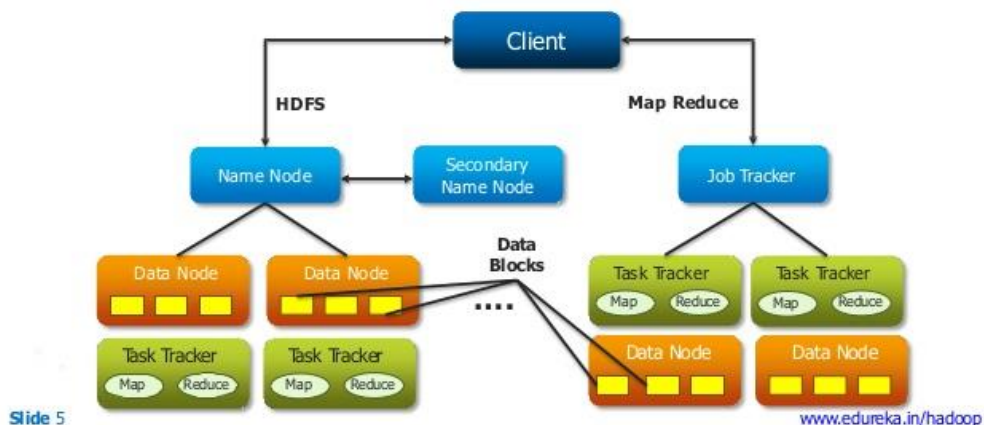 Client
HDFS
Map Reduce
Name Node
Secondary
Name Node
Job Tracker
Data Node
Data Node
Data
Blocks
....
Task Tracker
Map
Reduce
Task Tracker
Map
Reduce
Task Tracker
Map
Reduce
Task Tracker
Map
Reduce
Data Node
Data Node
Slide 5
www.edureka.in/hadoop